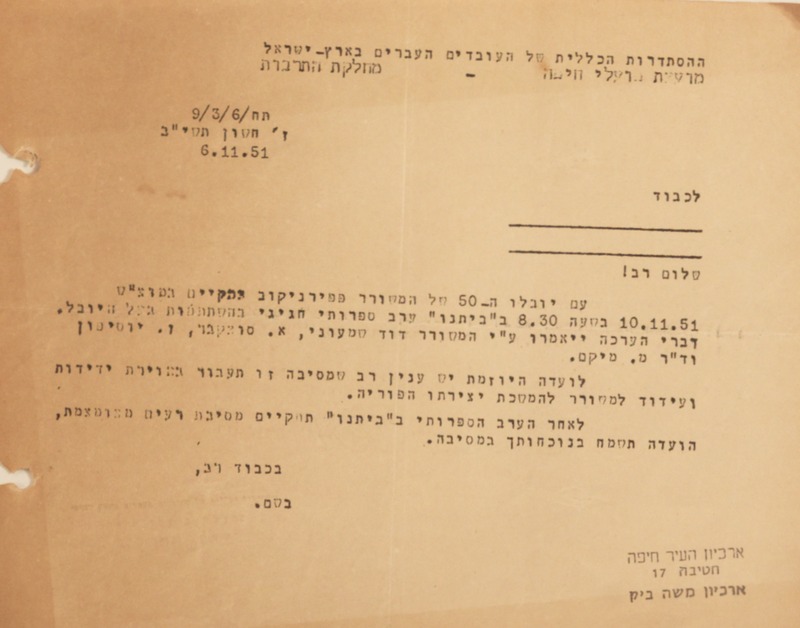 ההסתדרות הכללית של העובדים העברים בארץ-ישראל
מועצת פועלי חיפה - מחלקת התרבות
תח/9/3/6
ז' חשון תשי"ב
6.11.51
לכבוד
שלום רב!
עם יובלו ה-50 של המשורר פפירניקוב יתקיים במוצ"ש
10.11.51 בשעה 8.30 ב"ביתנו" ערב ספרותי חגיגי בהשתתפות בעל היובל.
דברי הערכה ייאמרו ע"י המשורר דוד שמעוני, א. סוצקבר, ז. יוסיפון
וד"ר מ. מיקם.
לועדה היוזמת יש ענין רב שמסיבה זו תעבור באוירת ידידות
ועידוד למשורר להמשכת יצירתו הפוריה.
לאחר הערב הספרותי ב"ביתנו" תתקיים מסיבת רעים מצומצמת,
הועדה תשמח בנוכחותך במסיבה.
בכבוד רב,
בשם.
ארכיון העיר חיפה
חטיבה 17
ארכיון משה ביק